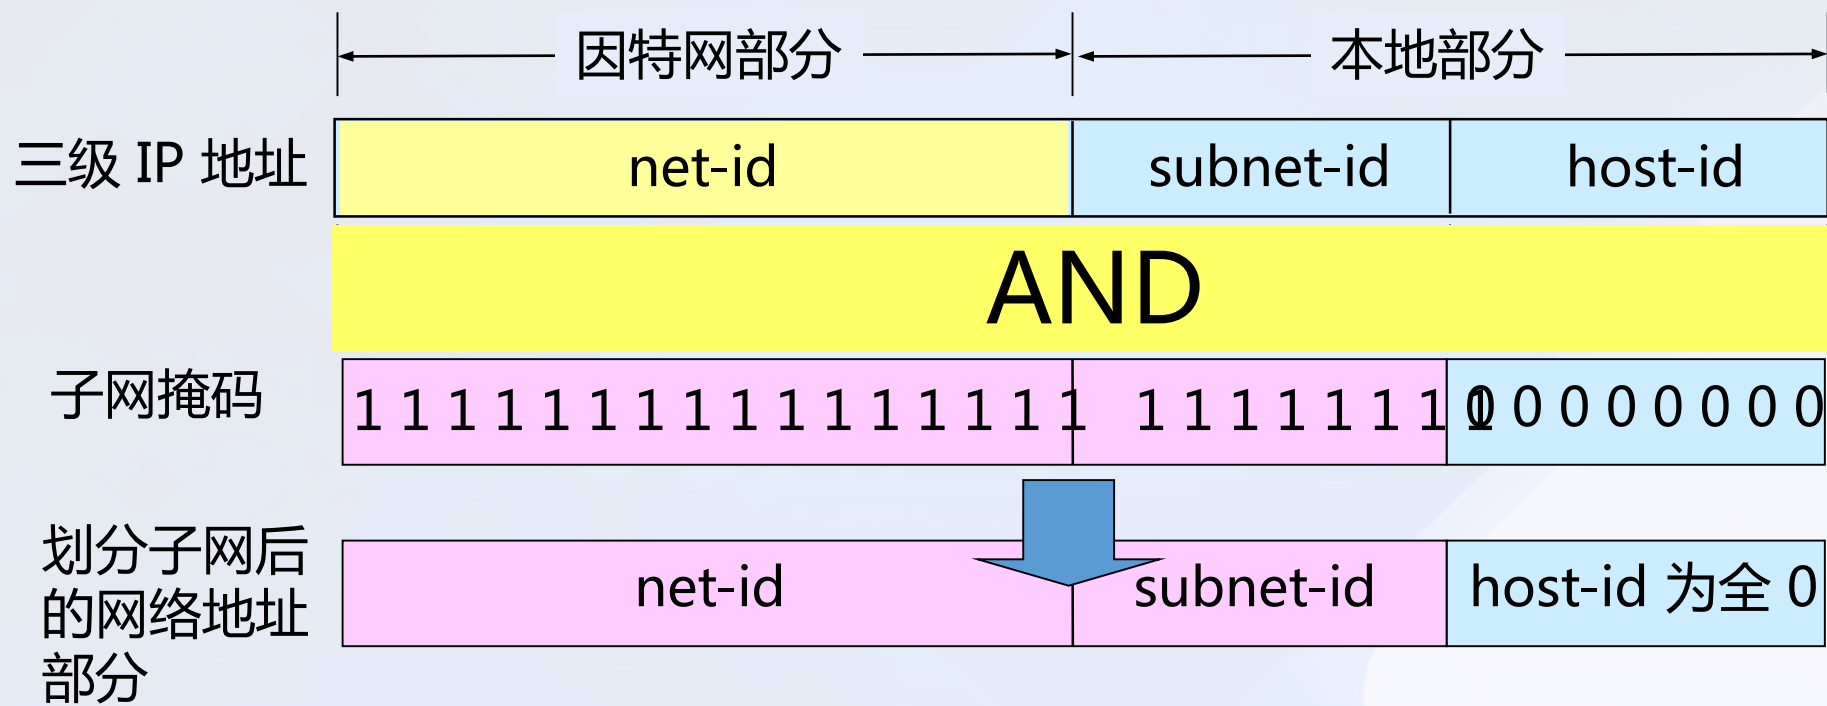 因特网部分 本地部分
三级 IP 地址 net-id subnet-id host-id
AND
子网掩码 1 1 1 1 1 1 1 1 1 1 1 1 1 1 1 1 1 1 1 1 1 1 1 1 0 0 0 0 0 0 0 0
划分子网后
的网络地址
部分
net-id subnet-id host-id 为全 0